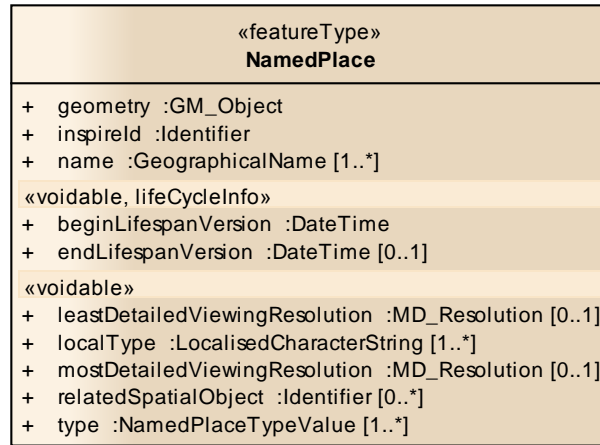 «featureType»
NamedPlace
+ geometry :GM_Object
+ inspireId :Identifier
+ name :GeographicalName [1..*]
«voidable, lifeCycleInfo»
+ beginLifespanVersion :DateTime
+ endLifespanVersion :DateTime [0..1]
«voidable»
+ leastDetailedViewingResolution :MD_Resolution [0..1]
+ localType :LocalisedCharacterString [1..*]
+ mostDetailedViewingResolution :MD_Resolution [0..1]
+ relatedSpatialObject :Identifier [0..*]
+ type :NamedPlaceTypeValue [1..*]